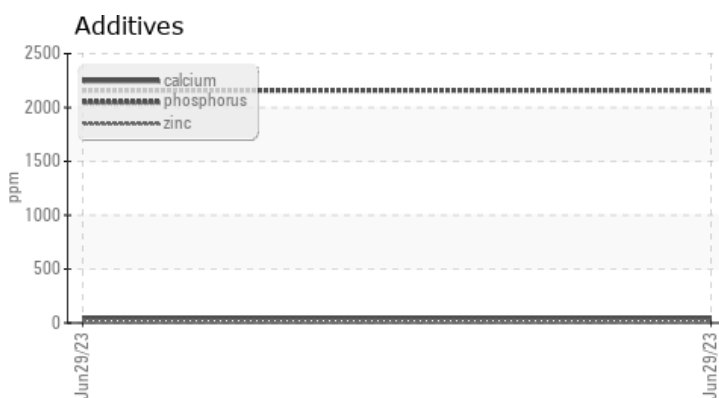 Additives
2500
2000
1500
1000
500
0
ppm
calcium
phosphorus
zinc
Jun29/23
Jun29/23